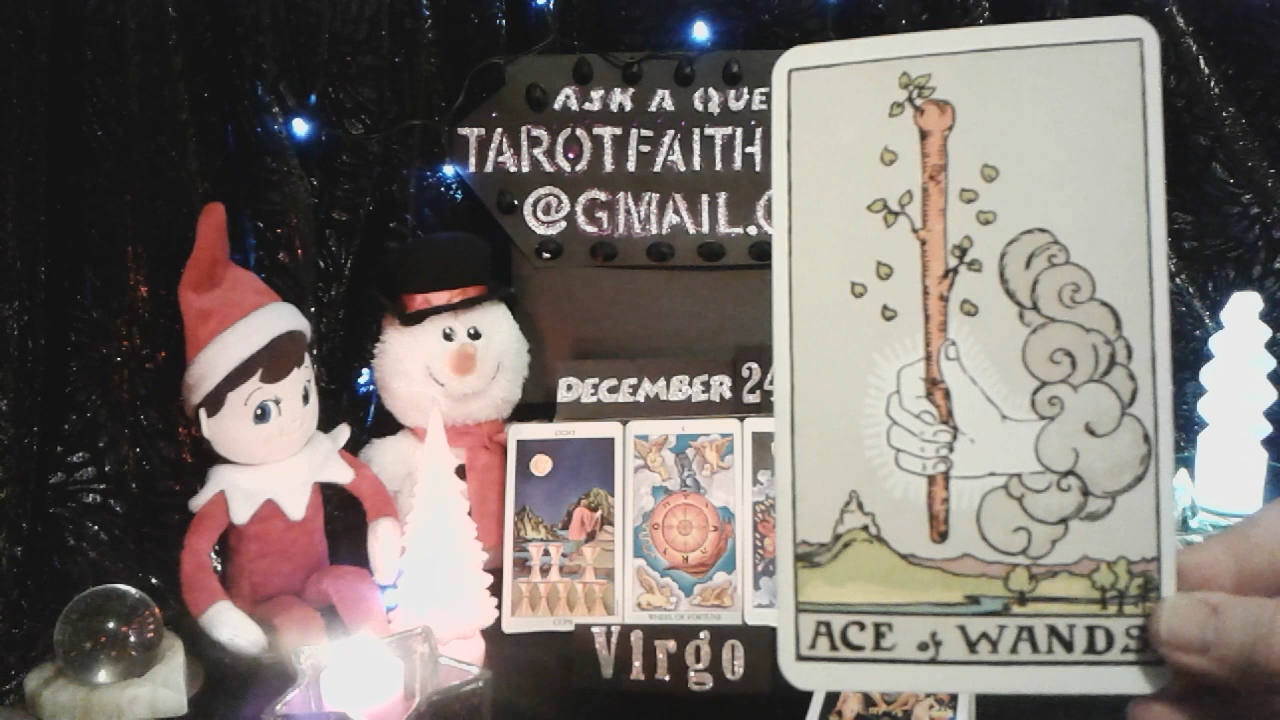 ASK A QUE
TAROTFAITH
@GMAIL.C
DECEMBER 24
EIGHT
CUPS
WHEEL OF FORTUNE
Virgo
ACE of WANDS